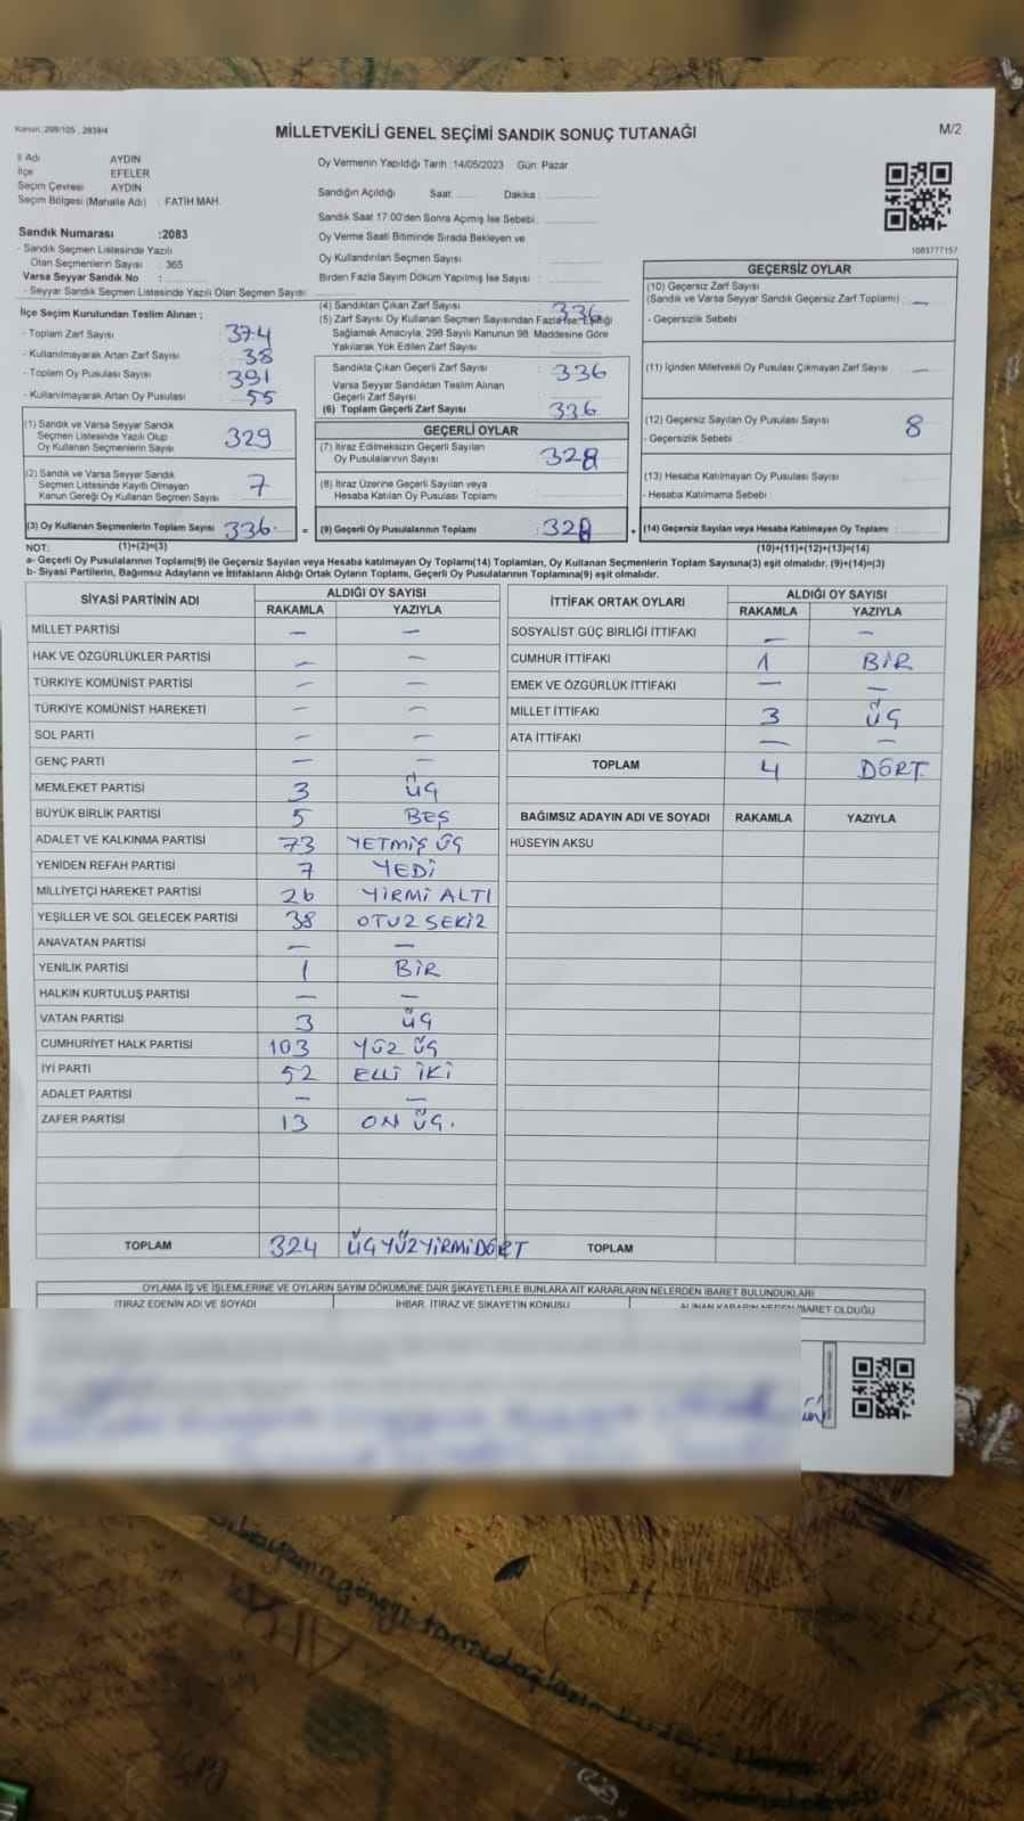 Kanun: 298/105 , 2839/4
MİLLETVEKİLİ GENEL SEÇİMİ SANDIK SONUÇ TUTANAĞI
M/2
İl Adı AYDIN
İlçe EFELER
Seçim Çevresi AYDIN
Seçim Bölgesi (Mahalle Adı) : FATİH MAH.
Sandık Numarası :2083
- Sandık Seçmen Listesinde Yazılı
Olan Seçmenlerin Sayısı : 365
Varsa Seyyar Sandık No :
- Seyyar Sandık Seçmen Listesinde Yazılı Olan Seçmen Sayısı
Oy Vermenin Yapıldığı Tarih :14/05/2023 Gün: Pazar
Sandığın Açıldığı Saat: Dakika:
Sandık Saat 17:00'den Sonra Açmış İse Sebebi:
Oy Verme Saati Bitiminde Sırada Bekleyen ve
Oy Kullandırılan Seçmen Sayısı :
Birden Fazla Sayım Döküm Yapılmış İse Sayısı :
1083777157
İlçe Seçim Kurulundan Teslim Alınan ;
- Toplam Zarf Sayısı 374
- Kullanılmayarak Artan Zarf Sayısı 38
- Toplam Oy Pusulası Sayısı 391
- Kullanılmayarak Artan Oy Pusulası 55
(1) Sandık ve Varsa Seyyar Sandık
Seçmen Listesinde Yazılı Olup
Oy Kullanan Seçmenlerin Sayısı 329
(2) Sandık ve Varsa Seyyar Sandık
Seçmen Listesinde Kayıtlı Olmayan
Kanun Gereği Oy Kullanan Seçmen Sayısı 7
(3) Oy Kullanan Seçmenlerin Toplam Sayısı 336
(1)+(2)=(3)
(4) Sandıktan Çıkan Zarf Sayısı 336
(5) Zarf Sayısı Oy Kullanan Seçmen Sayısından Fazla İse, Eşitliği
Sağlamak Amacıyla, 298 Sayılı Kanunun 98. Maddesine Göre
Yakılarak Yok Edilen Zarf Sayısı
Sandıkta Çıkan Geçerli Zarf Sayısı 336
Varsa Seyyar Sandıktan Teslim Alınan
Geçerli Zarf Sayısı
(6) Toplam Geçerli Zarf Sayısı 336
GEÇERLİ OYLAR
(7) İtiraz Edilmeksizin Geçerli Sayılan
Oy Pusulalarının Sayısı 328
(8) İtiraz Üzerine Geçerli Sayılan veya
Hesaba Katılan Oy Pusulası Toplamı
= (9) Geçerli Oy Pusulalarının Toplamı 328
GEÇERSİZ OYLAR
(10) Geçersiz Zarf Sayısı
(Sandık ve Varsa Seyyar Sandık Geçersiz Zarf Toplamı) —
- Geçersizlik Sebebi
(11) İçinden Milletvekili Oy Pusulası Çıkmayan Zarf Sayısı —
(12) Geçersiz Sayılan Oy Pusulası Sayısı 8
- Geçersizlik Sebebi
(13) Hesaba Katılmayan Oy Pusulası Sayısı
- Hesaba Katılmama Sebebi
+ (14) Geçersiz Sayılan veya Hesaba Katılmayan Oy Toplamı
(10)+(11)+(12)+(13)=(14)
NOT:
a- Geçerli Oy Pusulalarının Toplamı(9) ile Geçersiz Sayılan veya Hesaba katılmayan Oy Toplamı(14) Toplamları, Oy Kullanan Seçmenlerin Toplam Sayısına(3) eşit olmalıdır. (9)+(14)=(3)
b- Siyasi Partilerin, Bağımsız Adayların ve İttifakların Aldığı Ortak Oyların Toplamı, Geçerli Oy Pusulalarının Toplamına(9) eşit olmalıdır.
SİYASİ PARTİNİN ADI ALDIĞI OY SAYISI
RAKAMLA YAZIYLA
MİLLET PARTİSİ — —
HAK VE ÖZGÜRLÜKLER PARTİSİ — —
TÜRKİYE KOMÜNİST PARTİSİ — —
TÜRKİYE KOMÜNİST HAREKETİ — —
SOL PARTİ — —
GENÇ PARTİ — —
MEMLEKET PARTİSİ 3 ÜÇ
BÜYÜK BİRLİK PARTİSİ 5 BEŞ
ADALET VE KALKINMA PARTİSİ 73 YETMİŞ ÜÇ
YENİDEN REFAH PARTİSİ 7 YEDİ
MİLLİYETÇİ HAREKET PARTİSİ 26 YİRMİ ALTI
YEŞİLLER VE SOL GELECEK PARTİSİ 38 OTUZ SEKİZ
ANAVATAN PARTİSİ — —
YENİLİK PARTİSİ 1 BİR
HALKIN KURTULUŞ PARTİSİ — —
VATAN PARTİSİ 3 ÜÇ
CUMHURİYET HALK PARTİSİ 103 YÜZ ÜÇ
İYİ PARTİ 52 ELLİ İKİ
ADALET PARTİSİ — —
ZAFER PARTİSİ 13 ON ÜÇ.
TOPLAM 324 ÜÇYÜZYİRMİDÖRT
İTTİFAK ORTAK OYLARI ALDIĞI OY SAYISI
RAKAMLA YAZIYLA
SOSYALİST GÜÇ BİRLİĞİ İTTİFAKI — —
CUMHUR İTTİFAKI 1 BİR
EMEK VE ÖZGÜRLÜK İTTİFAKI — —
MİLLET İTTİFAKI 3 ÜÇ
ATA İTTİFAKI — —
TOPLAM 4 DÖRT
BAĞIMSIZ ADAYIN ADI VE SOYADI RAKAMLA YAZIYLA
HÜSEYİN AKSU
TOPLAM
OYLAMA İŞ VE İŞLEMLERİNE VE OYLARIN SAYIM DÖKÜMÜNE DAİR ŞİKAYETLERLE BUNLARA AİT KARARLARIN NELERDEN İBARET BULUNDUKLARI
İTİRAZ EDENİN ADI VE SOYADI İHBAR, İTİRAZ VE ŞİKAYETİN KONUSU ALINAN KARARIN NEDEN İBARET OLDUĞU